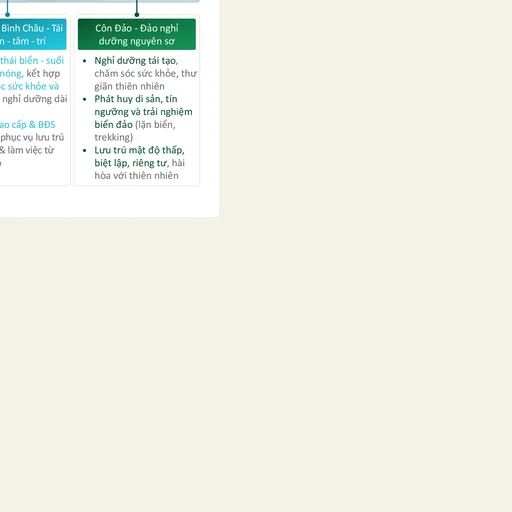 Bình Châu - Tái
- tâm - trí
thái biển - suối
nóng, kết hợp
sức khỏe và
nghỉ dưỡng dài
cao cấp & BĐS
phục vụ lưu trú
& làm việc từ
Côn Đảo - Đảo nghỉ
dưỡng nguyên sơ
• Nghỉ dưỡng tái tạo,
chăm sóc sức khỏe, thư
giãn thiên nhiên
• Phát huy di sản, tín
ngưỡng và trải nghiệm
biển đảo (lặn biển,
trekking)
• Lưu trú mật độ thấp,
biệt lập, riêng tư, hài
hòa với thiên nhiên